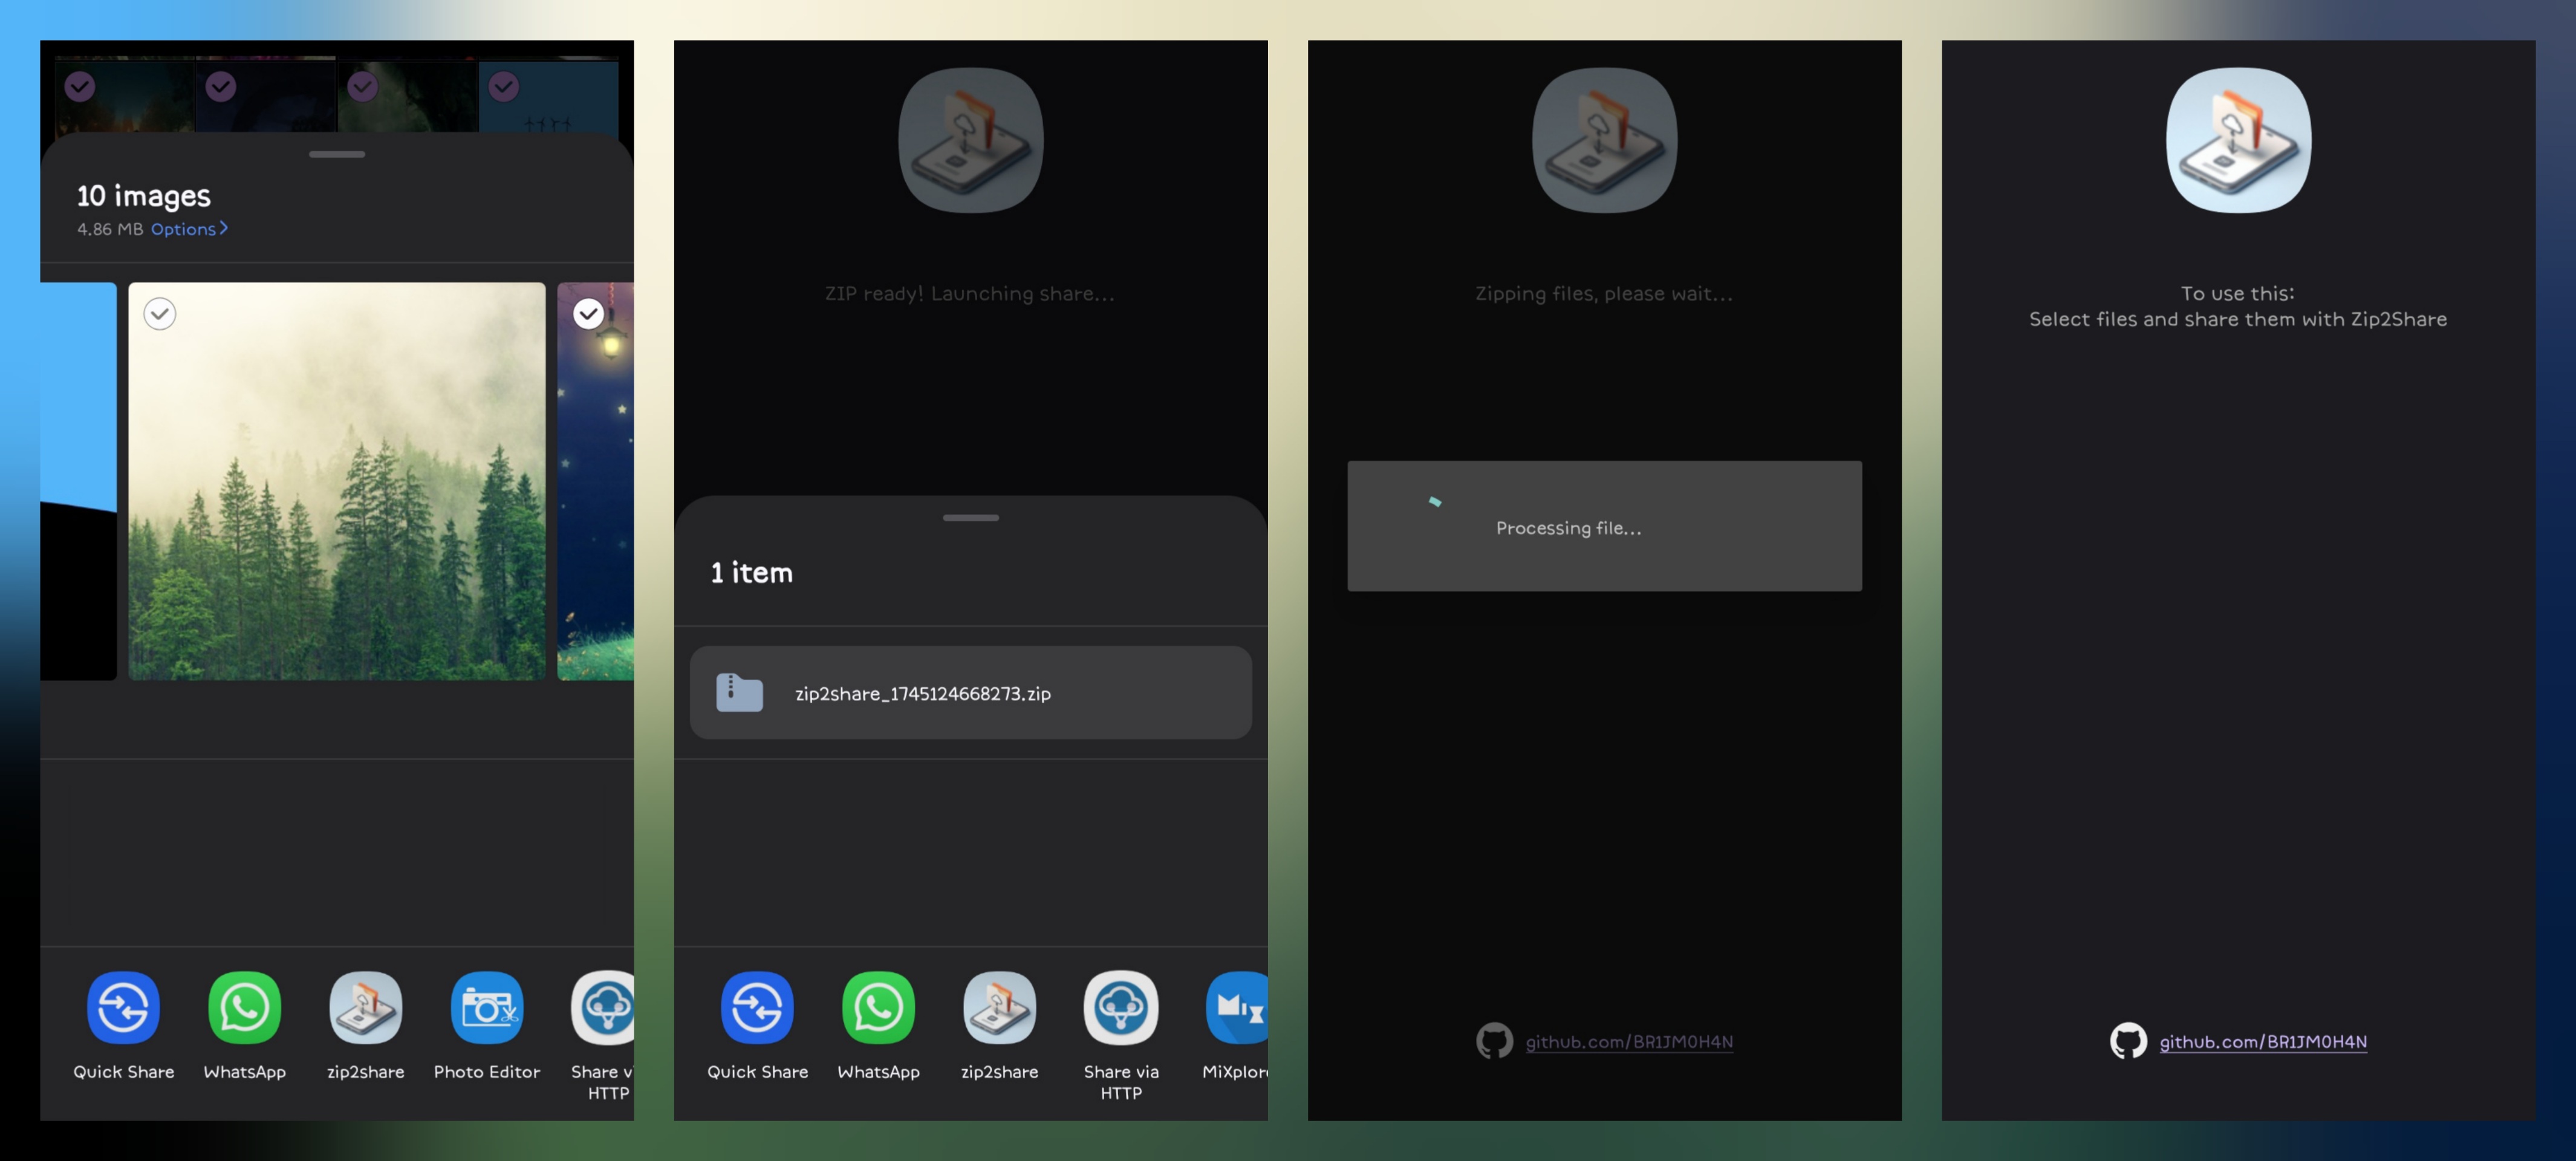 10 images
4.86 MB Options
Quick Share
WhatsApp
zip2share
Photo Editor
Share v
HTTP
ZIP ready! Launching share...
1 item
zip2share_1745124668273.zip
Quick Share
WhatsApp
zip2share
Share via
HTTP
MiXplor
Zipping files, please wait...
Processing file...
github.com/BR1JM0H4N
To use this:
Select files and share them with Zip2Share
github.com/BR1JM0H4N